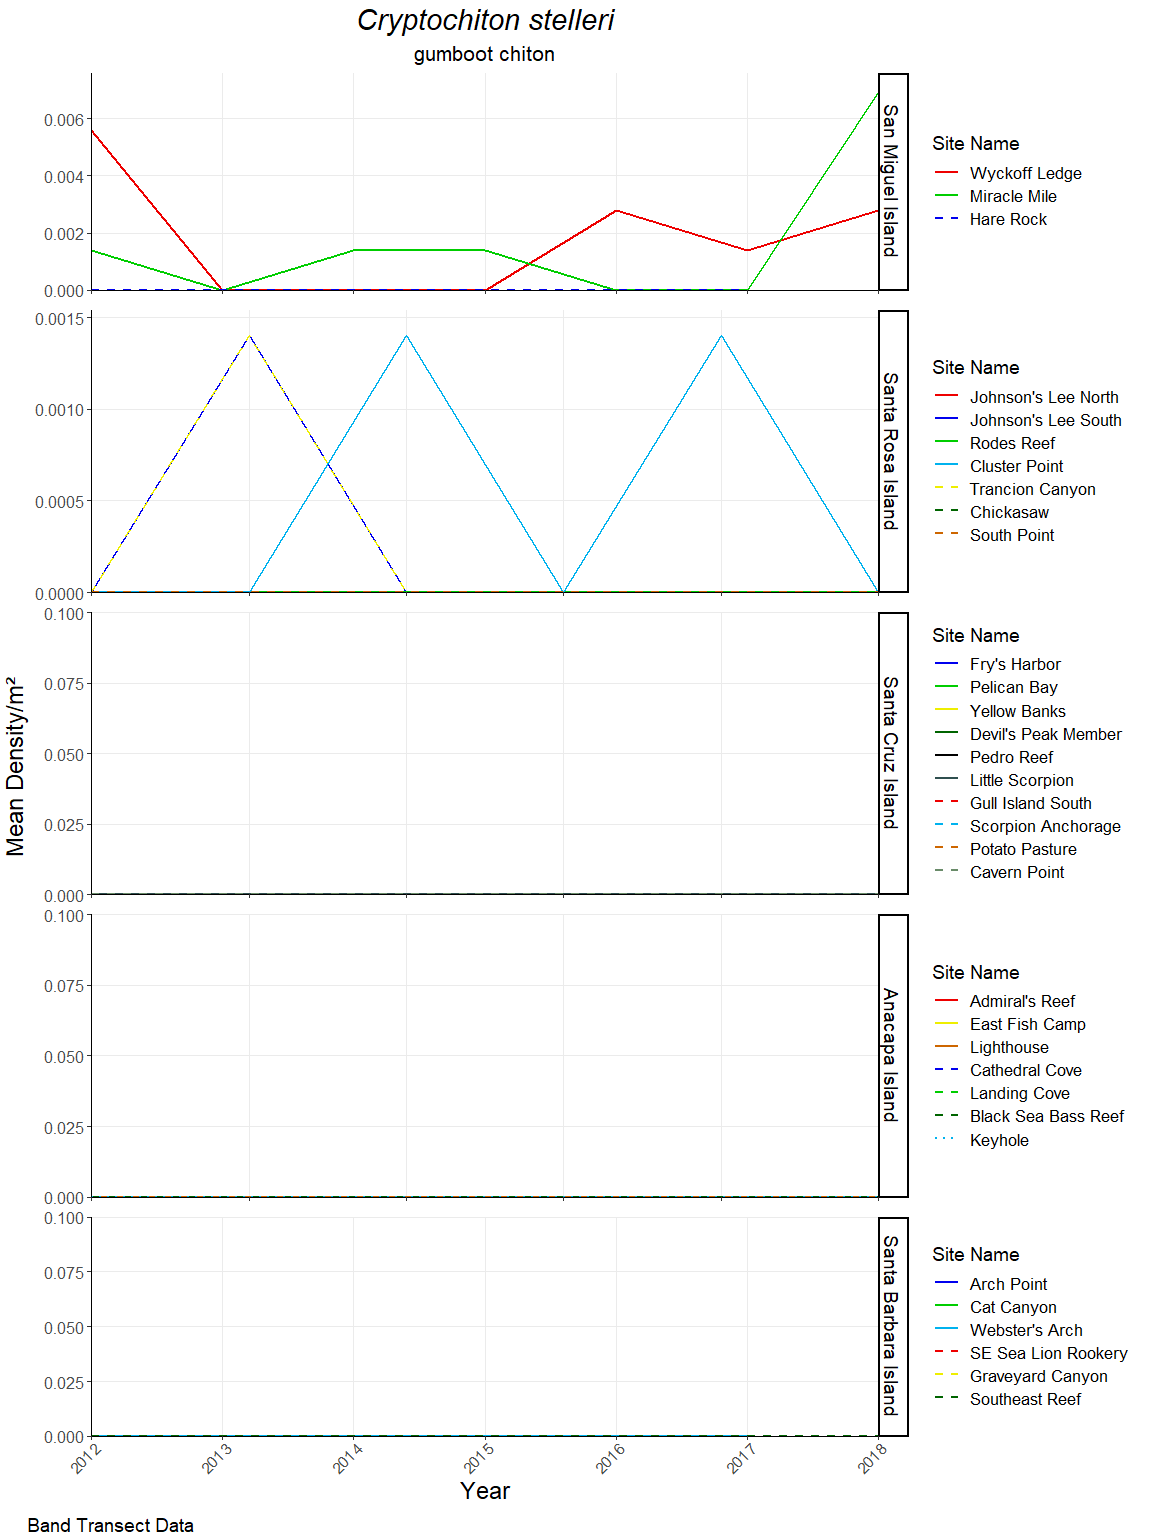 Cryptochiton stelleri
gumboot chiton
Mean Density/m²
0.006
0.004
0.002
0.000
San Miguel Island
Site Name
Wyckoff Ledge
Miracle Mile
Hare Rock
0.0015
0.0010
0.0005
0.0000
Santa Rosa Island
Site Name
Johnson's Lee North
Johnson's Lee South
Rodes Reef
Cluster Point
Trancion Canyon
Chickasaw
South Point
0.100
0.075
0.050
0.025
0.000
Santa Cruz Island
Site Name
Fry's Harbor
Pelican Bay
Yellow Banks
Devil's Peak Member
Pedro Reef
Little Scorpion
Gull Island South
Scorpion Anchorage
Potato Pasture
Cavern Point
0.100
0.075
0.050
0.025
0.000
Anacapa Island
Site Name
Admiral's Reef
East Fish Camp
Lighthouse
Cathedral Cove
Landing Cove
Black Sea Bass Reef
Keyhole
0.100
0.075
0.050
0.025
0.000
Santa Barbara Island
Site Name
Arch Point
Cat Canyon
Webster's Arch
SE Sea Lion Rookery
Graveyard Canyon
Southeast Reef
2012 2013 2014 2015 2016 2017 2018
Year
Band Transect Data